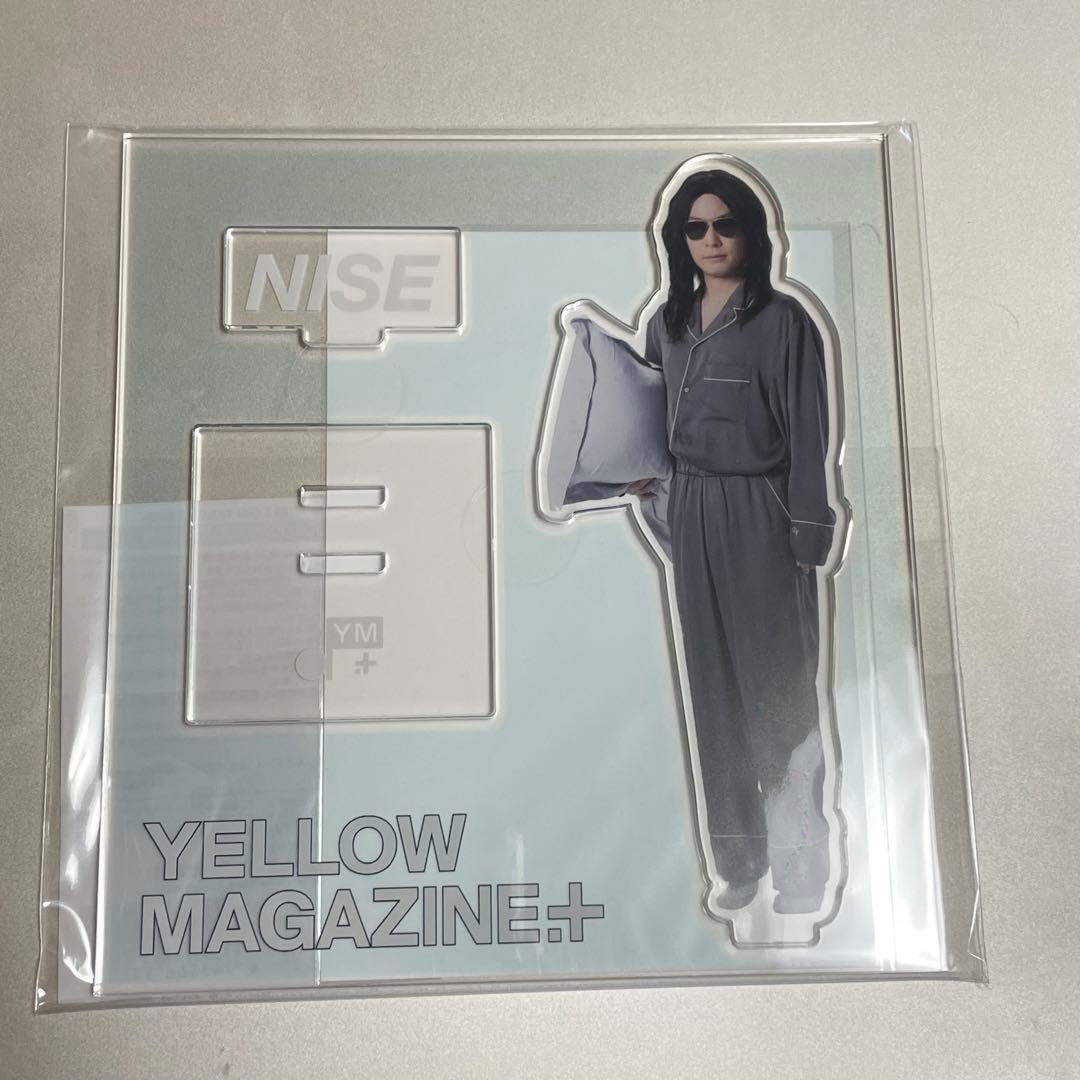 NISE
YM
:+
YELLOW
MAGAZINE:+